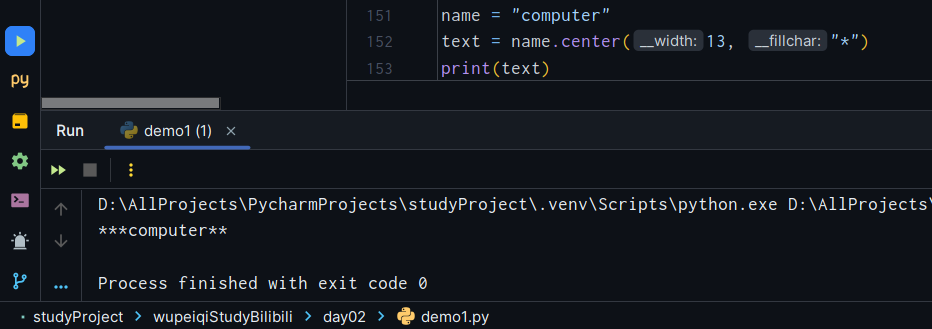 151 name = "computer"
152 text = name.center( __width: 13, __fillchar: "*")
153 print(text)
py
Run demo1 (1) ×
D:\AllProjects\PycharmProjects\studyProject\.venv\Scripts\python.exe D:\AllProjects\
***computer**
Process finished with exit code 0
studyProject > wupeiqiStudyBilibili > day02 > demo1.py